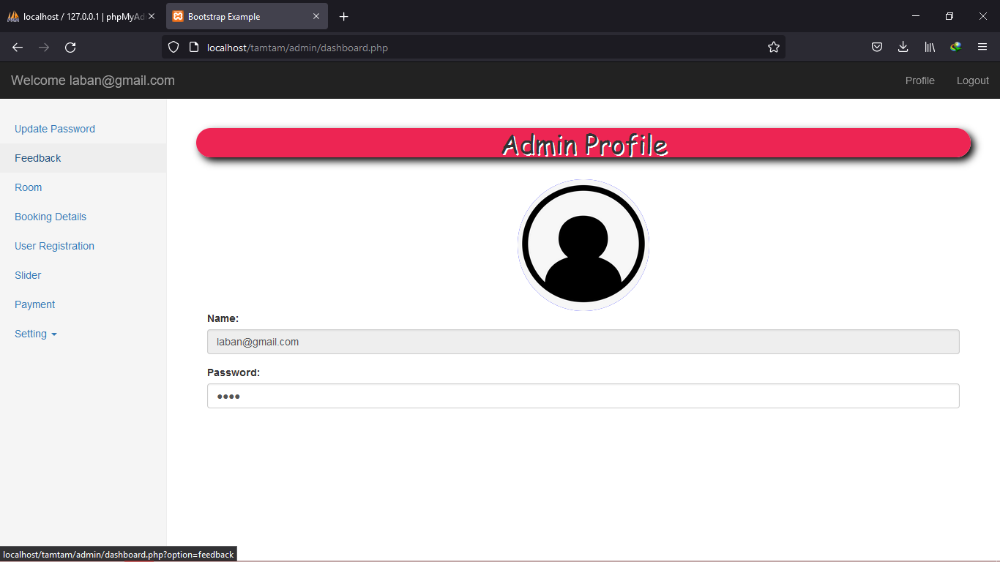 localhost / 127.0.0.1 | phpMyAd
Bootstrap Example
localhost/tamtam/admin/dashboard.php
Welcome laban@gmail.com
Profile
Logout
Update Password
Feedback
Room
Booking Details
User Registration
Slider
Payment
Setting
Admin Profile
Name:
laban@gmail.com
Password:
••••
localhost/tamtam/admin/dashboard.php?option=feedback